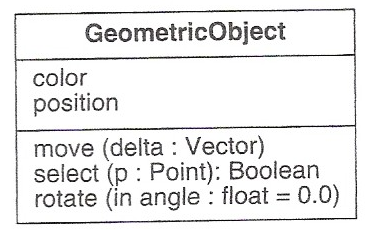 GeometricObject
color
position
move (delta : Vector)
select (p : Point): Boolean
rotate (in angle : float = 0.0)